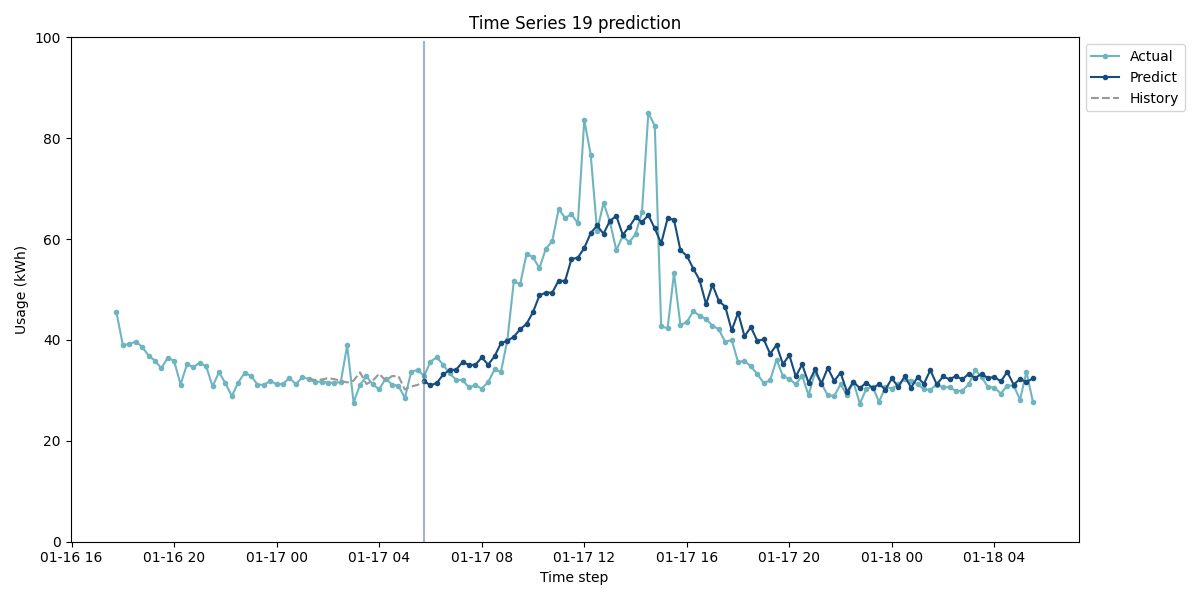 Time Series 19 prediction
100
80
60
40
20
0
Usage (kWh)
01-16 16
01-16 20
01-17 00
01-17 04
01-17 08
01-17 12
01-17 16
01-17 20
01-18 00
01-18 04
Time step
Actual
Predict
History